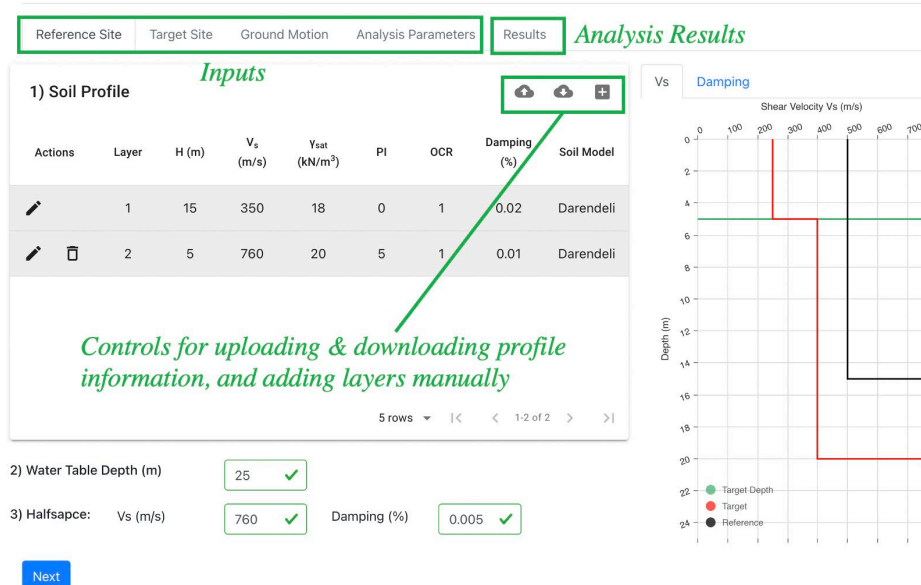 Reference Site Target Site Ground Motion Analysis Parameters Results Analysis Results
Inputs
1) Soil Profile
Actions Layer H (m) Vs (m/s) γsat (kN/m³) PI OCR Damping (%) Soil Model
1 15 350 18 0 1 0.02 Darendeli
2 5 760 20 5 1 0.01 Darendeli
Controls for uploading & downloading profile
information, and adding layers manually
5 rows 1-2 of 2
2) Water Table Depth (m) 25
3) Halfsapce: Vs (m/s) 760 Damping (%) 0.005
Next
Vs Damping
Shear Velocity Vs (m/s)
0 100 200 300 400 500 600 700
0
2
4
6
8
10
12
14
16
18
20
22
24
Depth (m)
Target Depth
Target
Reference